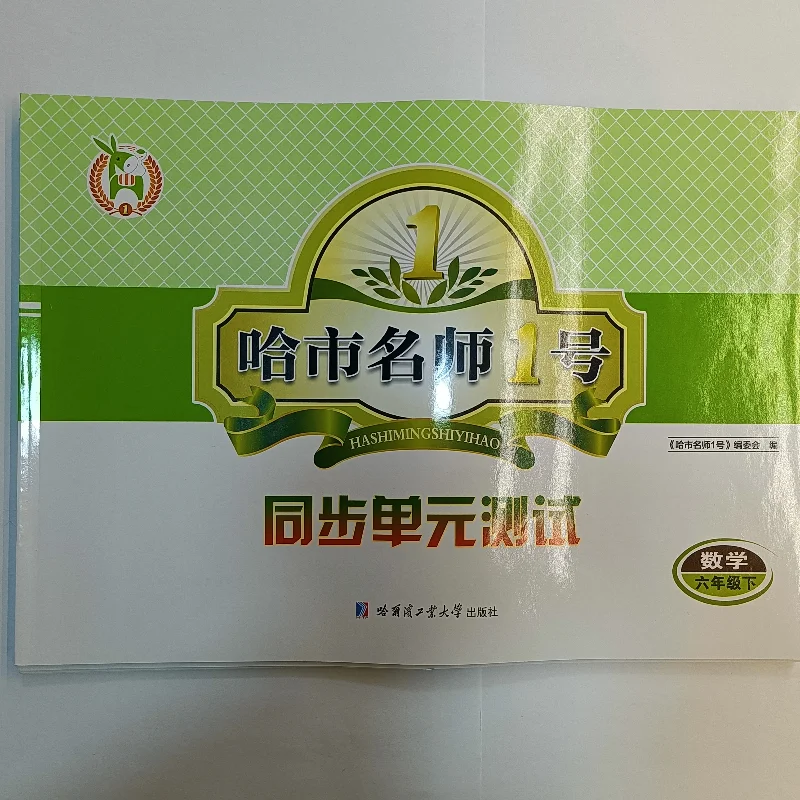 1
1
哈市名师1号
HASHIMINGSHIYIHAO
《哈市名师1号》编委会 编
同步单元测试
数学
六年级下
哈尔滨工业大学出版社